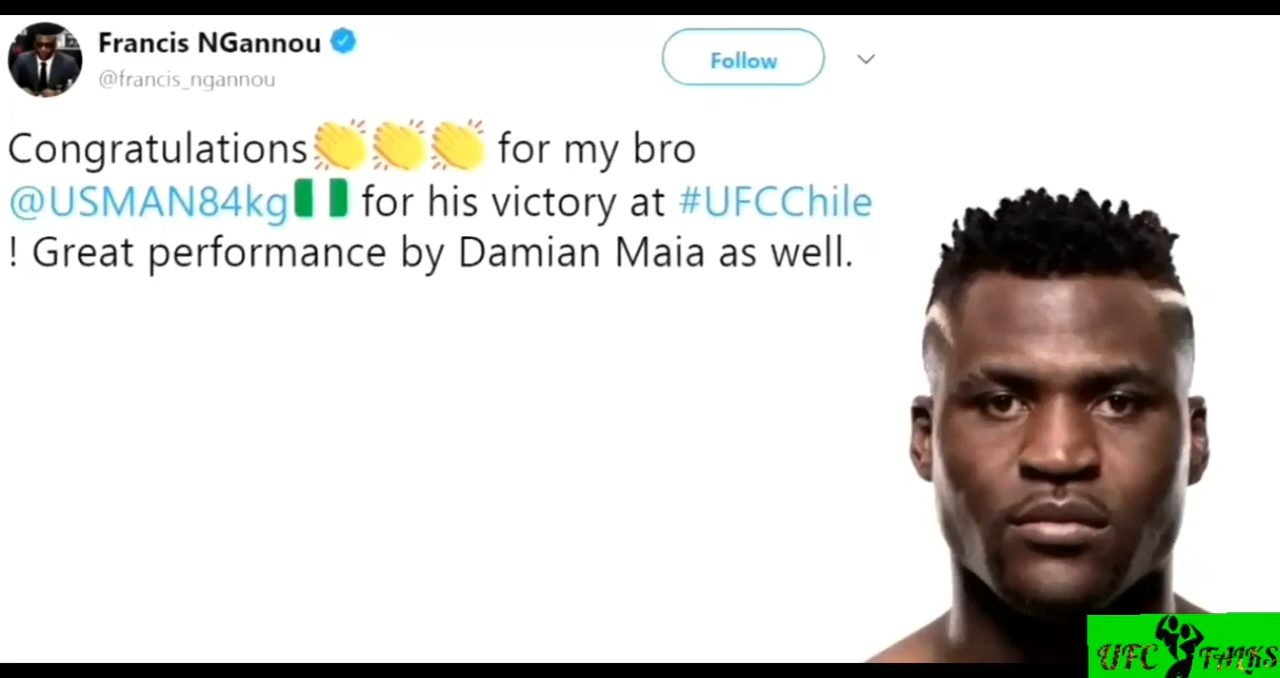 Francis NGannou
@francis_ngannou
Follow
Congratulations👏👏👏 for my bro
@USMAN84kg🇳🇬 for his victory at #UFCChile
! Great performance by Damian Maia as well.
UFC TALKS